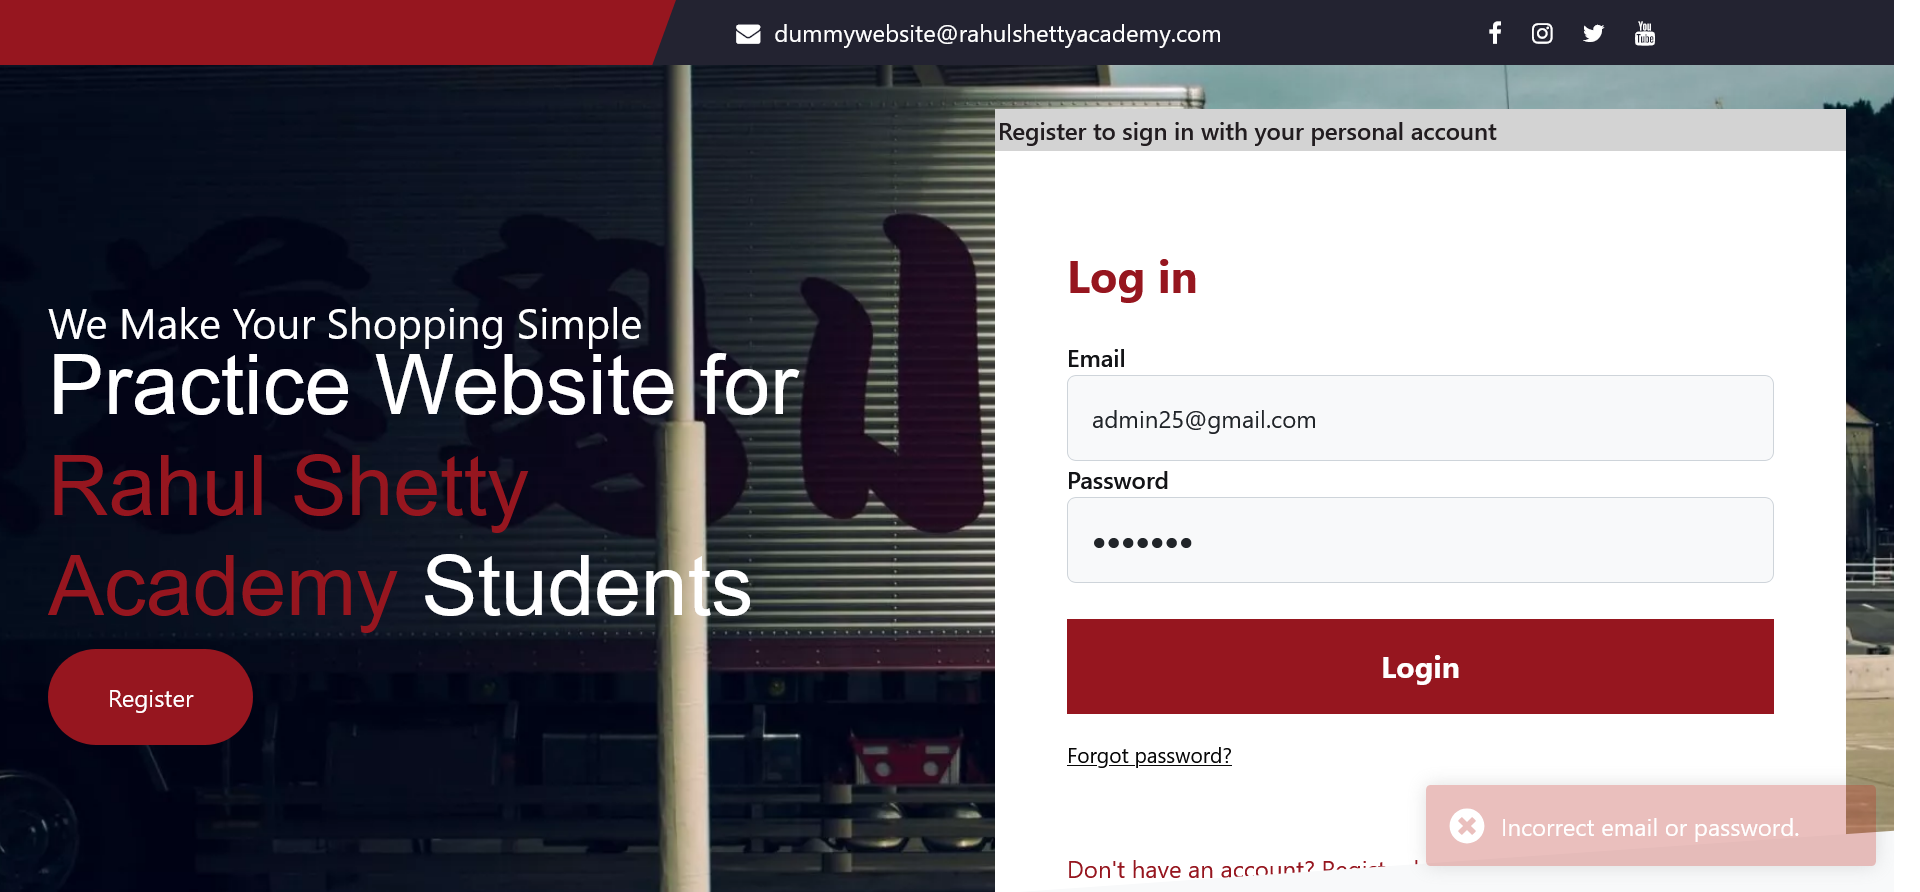 dummywebsite@rahulshettyacademy.com
You
Tube
Register to sign in with your personal account
We Make Your Shopping Simple
Practice Website for
Rahul Shetty
Academy Students
Register
Log in
Email
admin25@gmail.com
Password
Login
Forgot password?
Incorrect email or password.
Don't have an account?